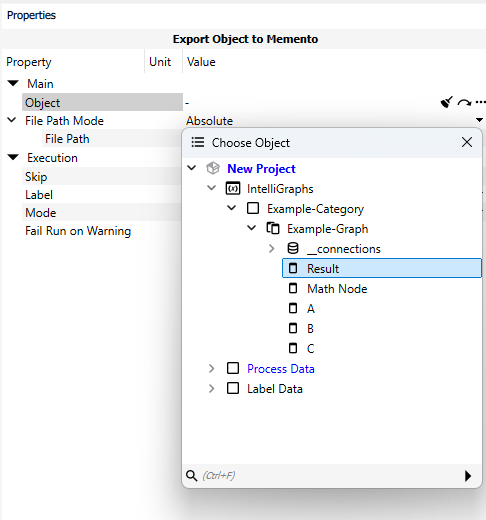 Properties
Export Object to Memento
Property Unit Value
Main
Object -
File Path Mode Absolute
File Path
Execution
Skip
Label
Mode
Fail Run on Warning
Choose Object
New Project
IntelliGraphs
Example-Category
Example-Graph
__connections
Result
Math Node
A
B
C
Process Data
Label Data
(Ctrl+F)